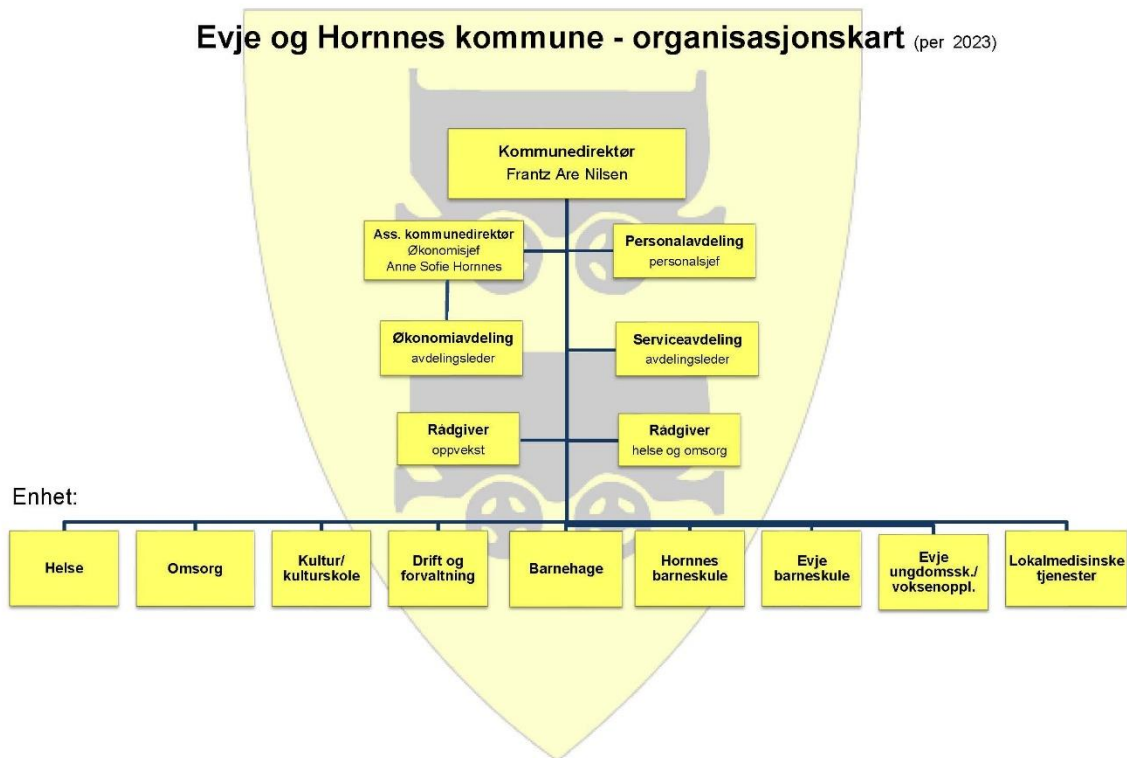 Evje og Hornnes kommune - organisasjonskart (per 2023)
Kommunedirektør
Frantz Are Nilsen
Ass. kommunedirektør
Økonomisjef
Anne Sofie Hornnes
Personalavdeling
personalsjef
Økonomiavdeling
avdelingsleder
Serviceavdeling
avdelingsleder
Rådgiver
oppvekst
Rådgiver
helse og omsorg
Enhet:
Helse
Omsorg
Kultur/
kulturskole
Drift og
forvaltning
Barnehage
Hornnes
barneskule
Evje
barneskule
Evje
ungdomssk./
voksenoppl.
Lokalmedisinske
tjenester